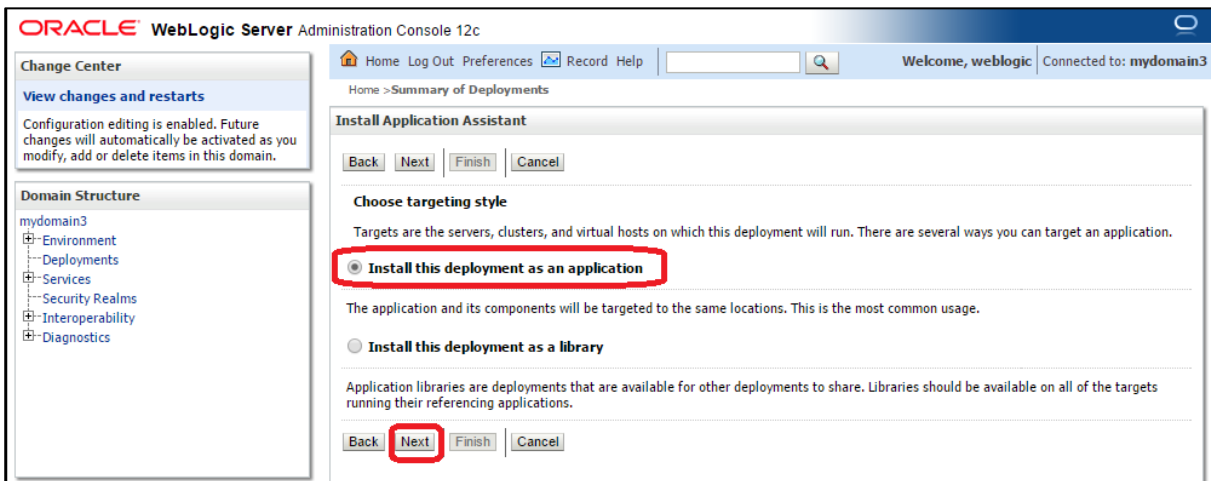 ORACLE WebLogic Server Administration Console 12c
Change Center
View changes and restarts
Configuration editing is enabled. Future
changes will automatically be activated as you
modify, add or delete items in this domain.
Domain Structure
mydomain3
Environment
Deployments
Services
Security Realms
Interoperability
Diagnostics
Home Log Out Preferences Record Help
Welcome, weblogic Connected to: mydomain3
Home >Summary of Deployments
Install Application Assistant
Back Next Finish Cancel
Choose targeting style
Targets are the servers, clusters, and virtual hosts on which this deployment will run. There are several ways you can target an application.
Install this deployment as an application
The application and its components will be targeted to the same locations. This is the most common usage.
Install this deployment as a library
Application libraries are deployments that are available for other deployments to share. Libraries should be available on all of the targets
running their referencing applications.
Back Next Finish Cancel